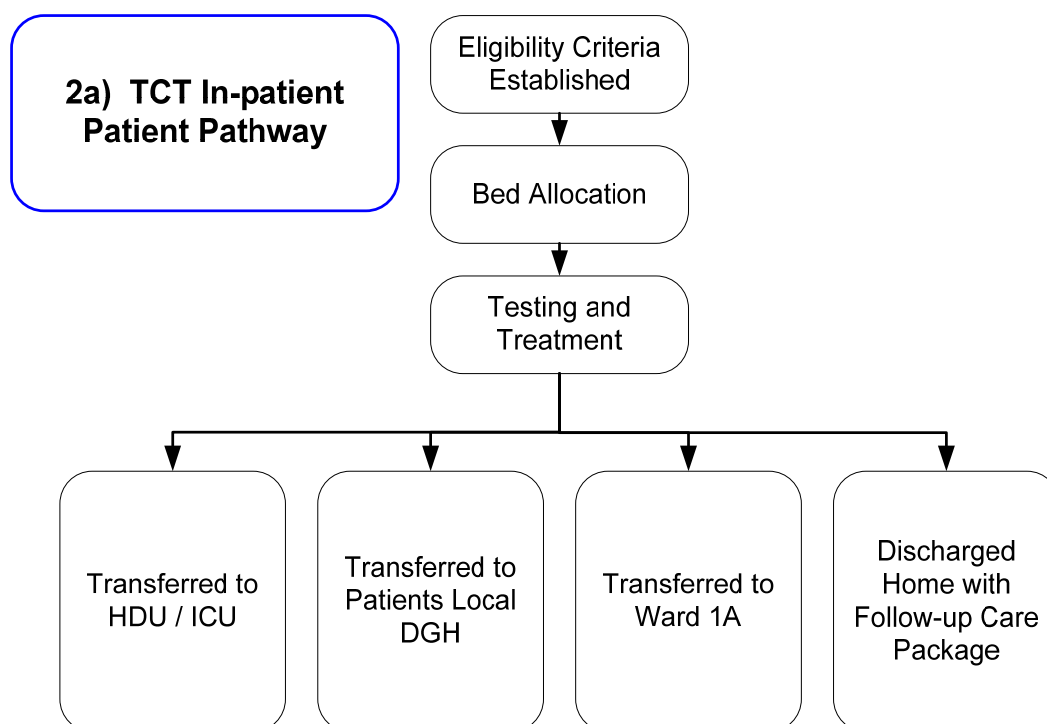 2a) TCT In-patient
Patient Pathway
Eligibility Criteria
Established
Bed Allocation
Testing and
Treatment
Transferred to
HDU / ICU
Transferred to
Patients Local
DGH
Transferred to
Ward 1A
Discharged
Home with
Follow-up Care
Package